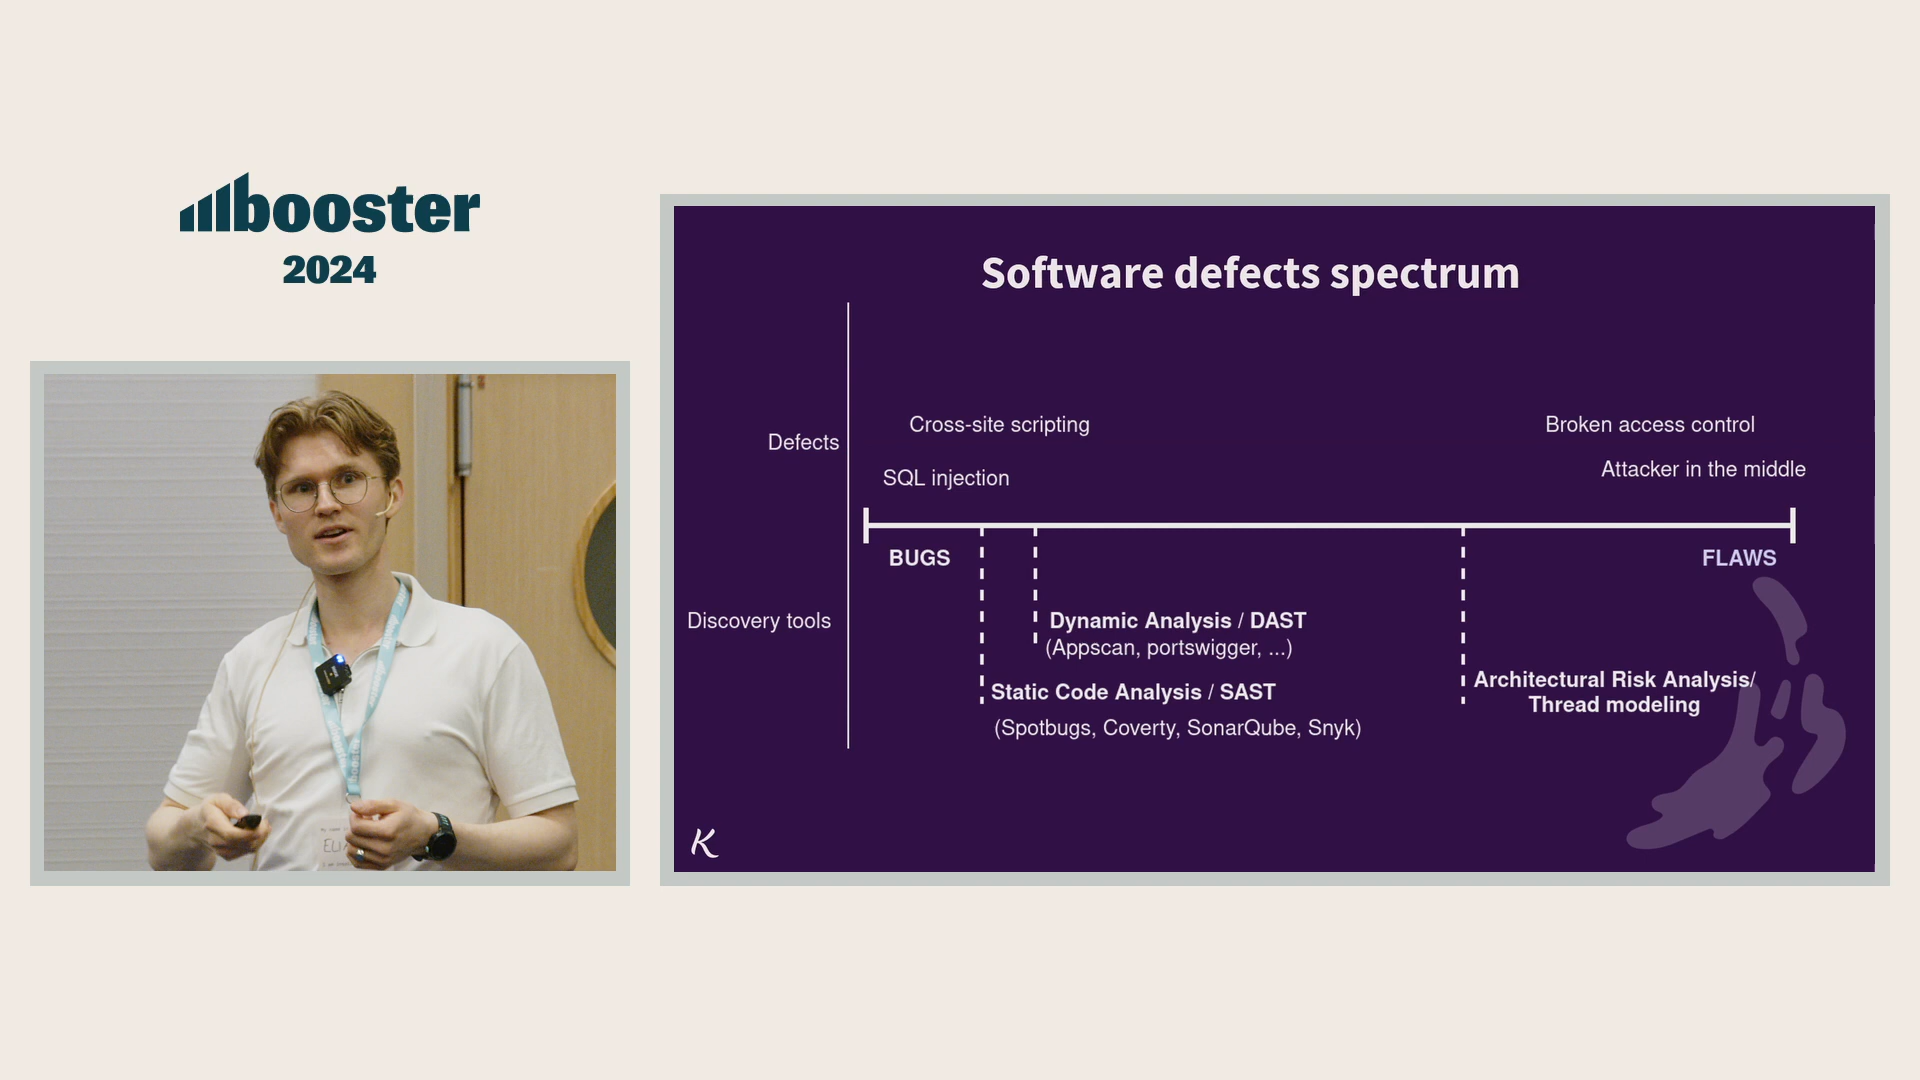 booster
2024
Software defects spectrum
Cross-site scripting
Broken access control
Defects
Attacker in the middle
SQL injection
BUGS
FLAWS
Discovery tools
Dynamic Analysis / DAST
(Appscan, portswigger, ...)
Static Code Analysis / SAST
(Spotbugs, Coverty, SonarQube, Snyk)
Architectural Risk Analysis/
Thread modeling
K
booster